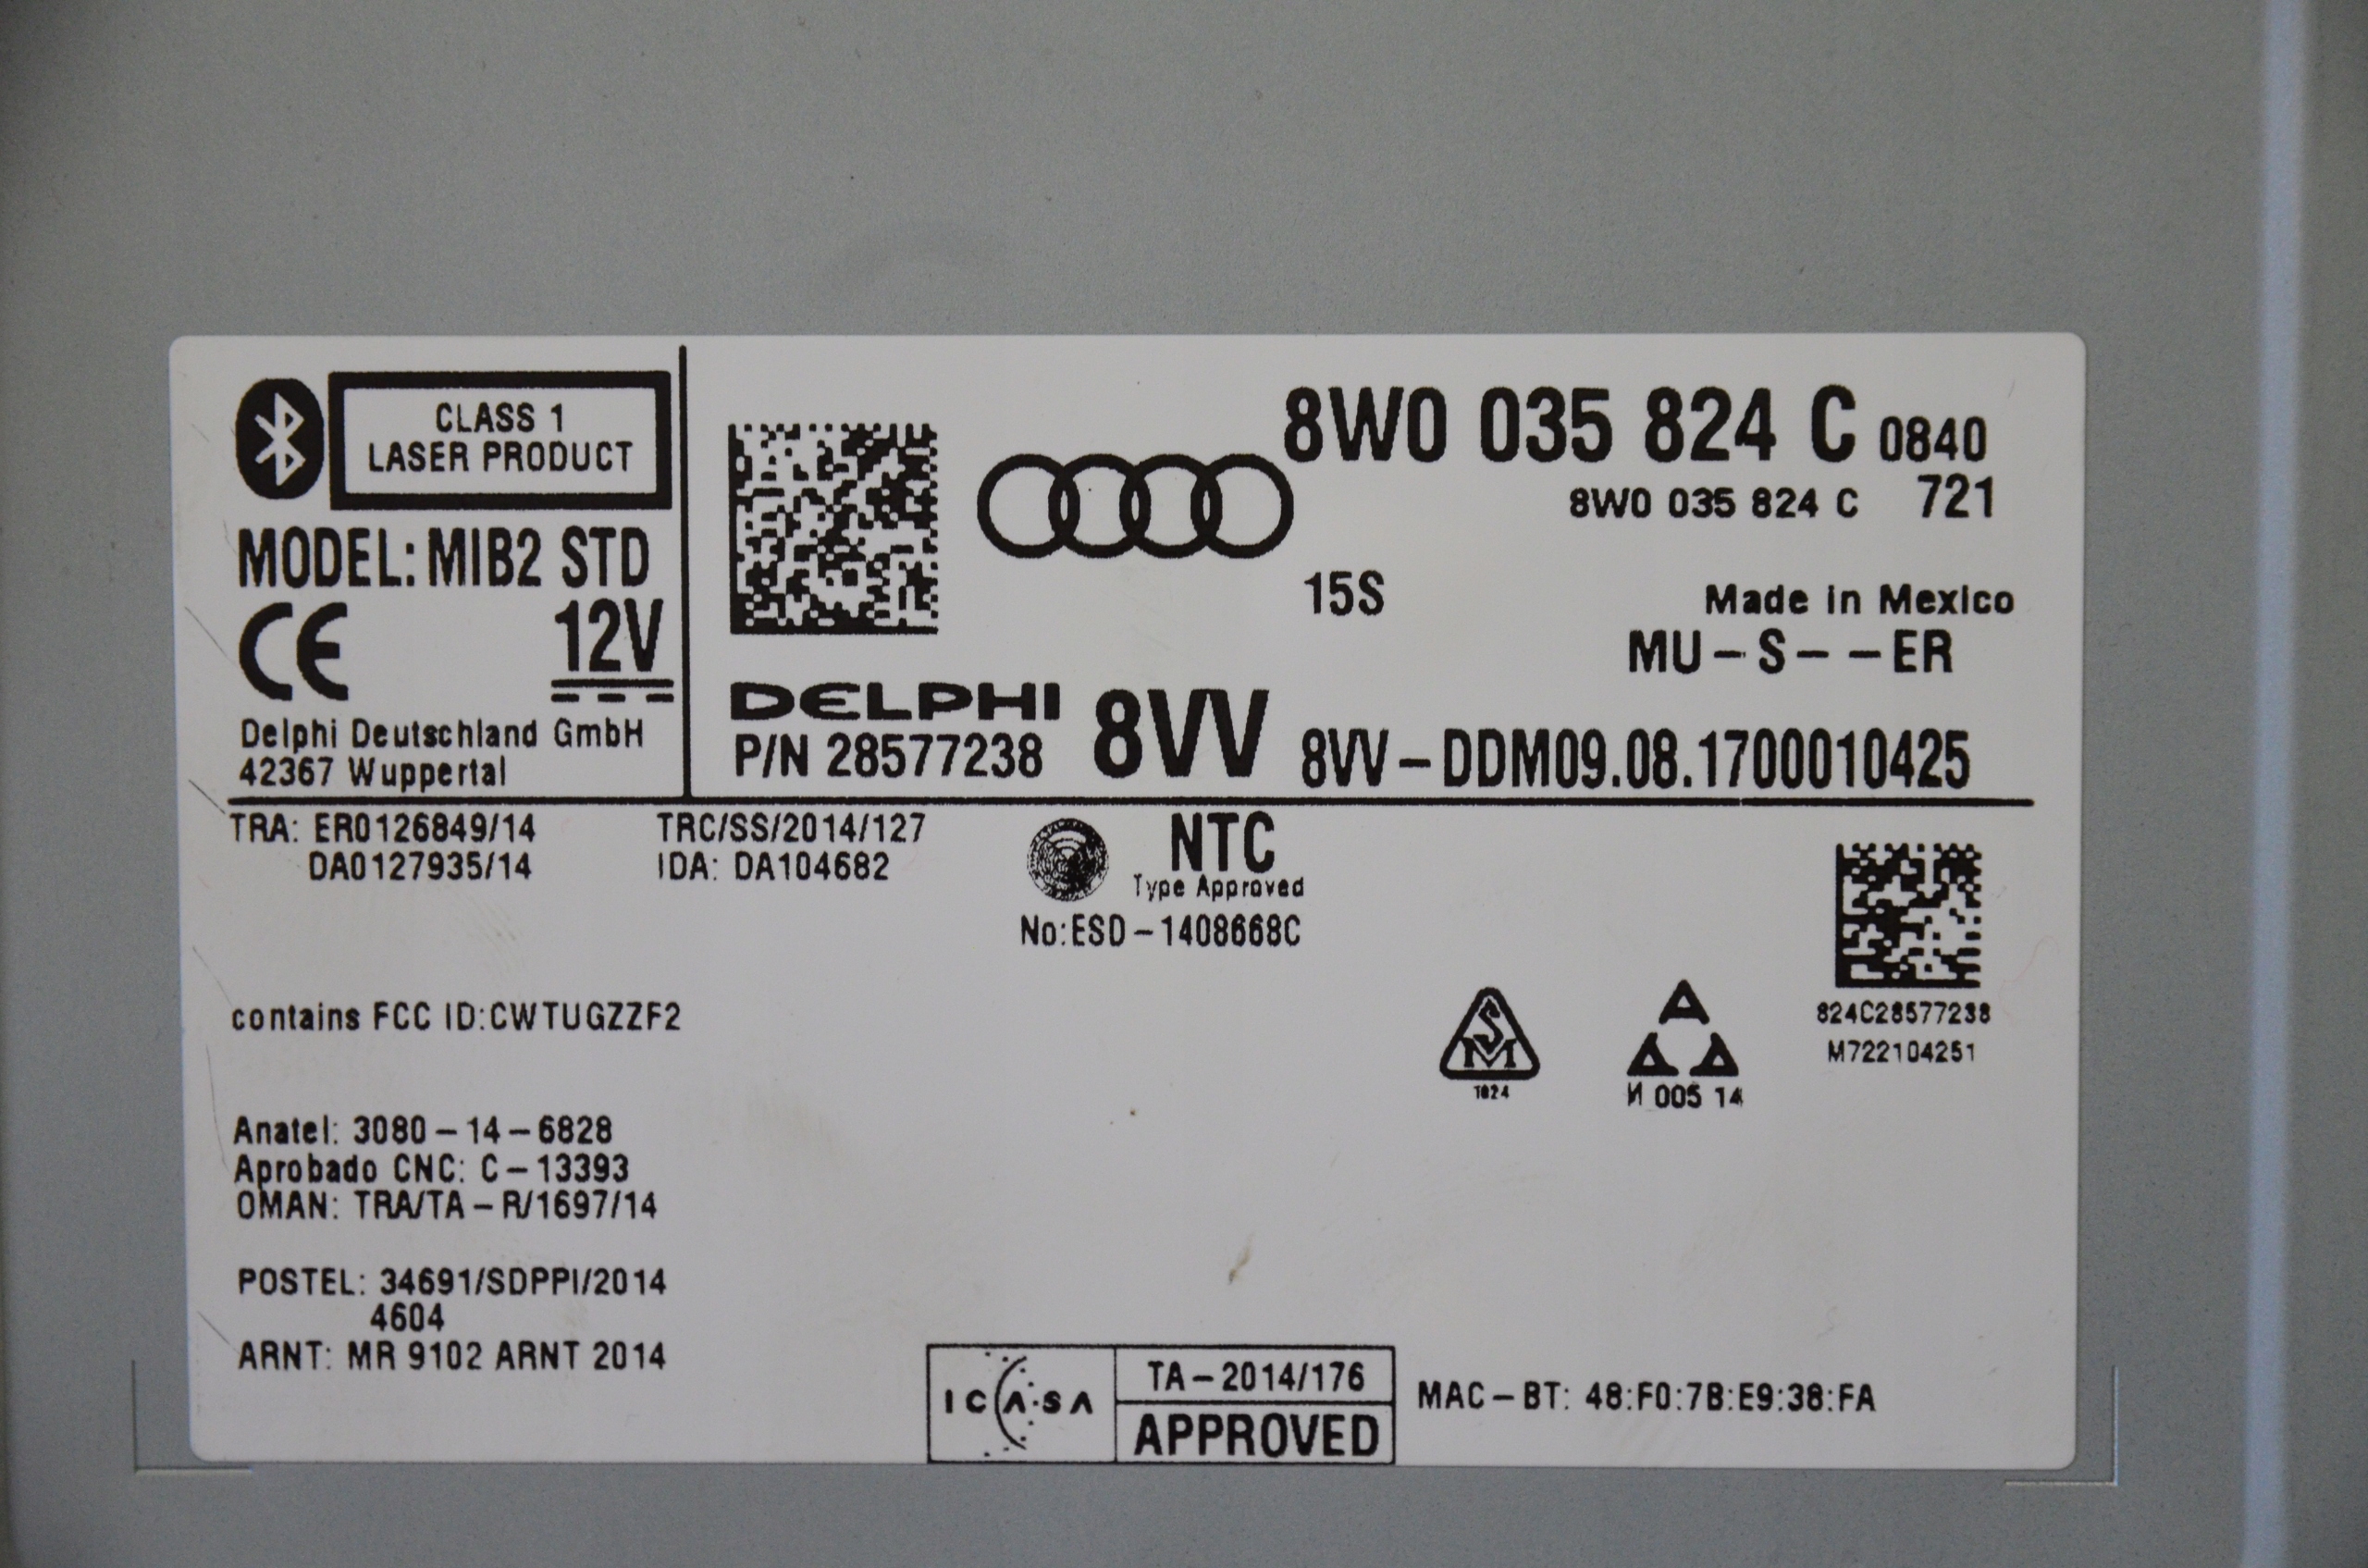 CLASS 1
LASER PRODUCT
MODEL: MIB2 STD
CE 12V
Delphi Deutschland GmbH
42367 Wuppertal
8W0 035 824 C 0840
8W0 035 824 C 721
15S
Made in Mexico
MU-S--ER
DELPHI
P/N 28577238
8VV
8VV-DDM09.08.1700010425
TRA: ER0126849/14
DA0127935/14
TRC/SS/2014/127
IDA: DA104682
NTC
Type Approved
No:ESD-1408668C
contains FCC ID:CWTUGZZF2
SM
1024
И 005 14
824C28577238
M722104251
Anatel: 3080-14-6828
Aprobado CNC: C-13393
OMAN: TRA/TA-R/1697/14
POSTEL: 34691/SDPPI/2014
4604
ARNT: MR 9102 ARNT 2014
ICASA
TA-2014/176
APPROVED
MAC-BT: 48:F0:7B:E9:38:FA